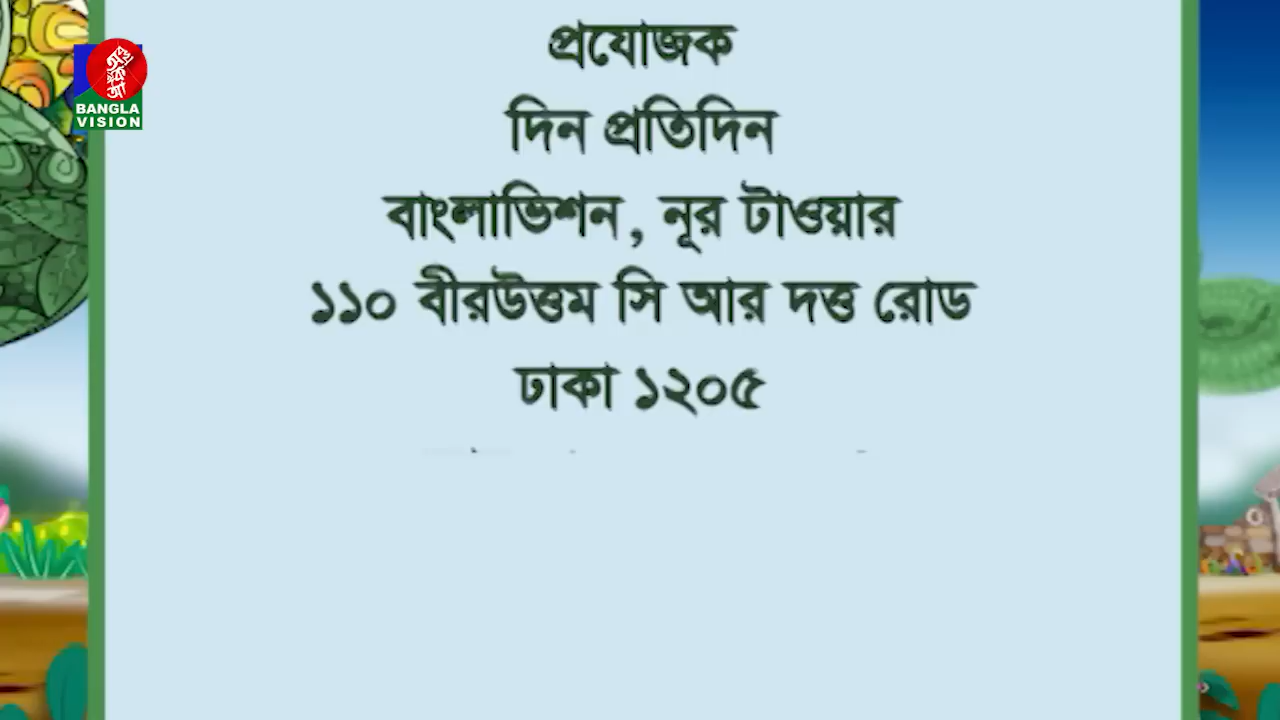 BANGLA
VISION
প্রযোজক
দিন প্রতিদিন
বাংলাভিশন, নূর টাওয়ার
১১০ বীরউত্তম সি আর দত্ত রোড
ঢাকা ১২০৫